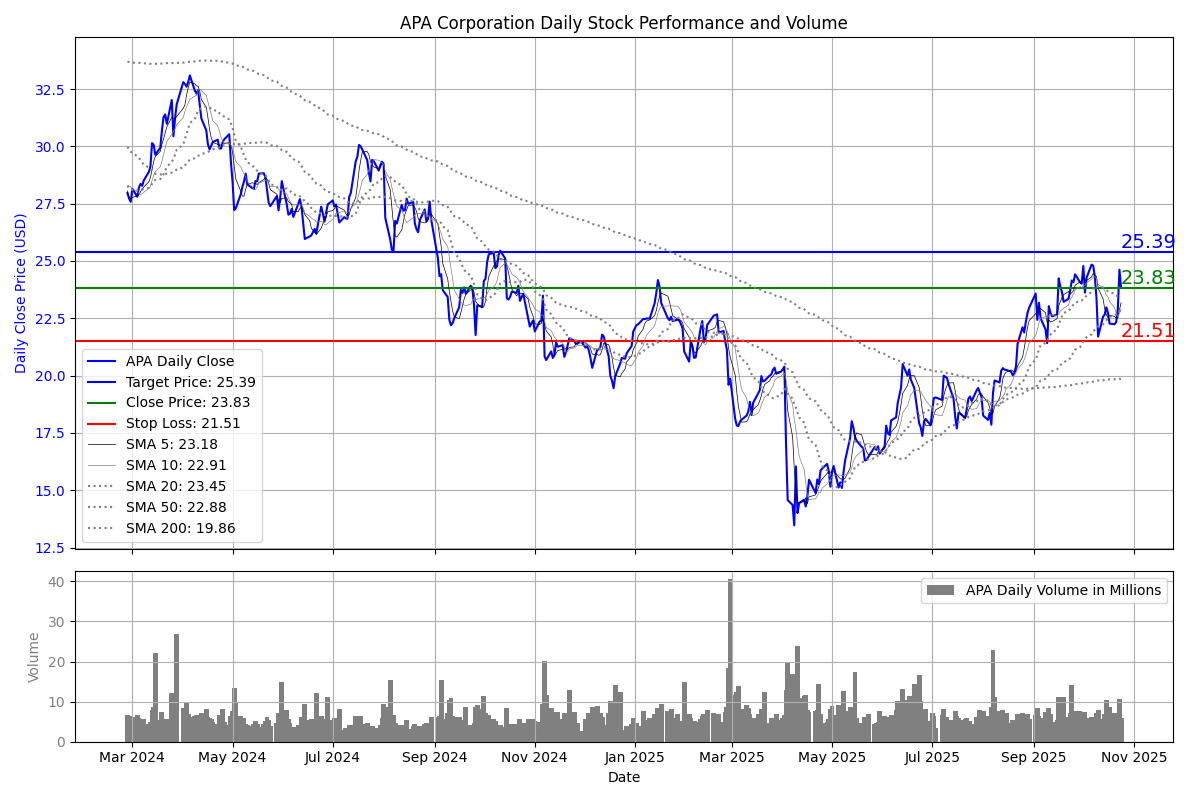 APA Corporation Daily Stock Performance and Volume
Daily Close Price (USD)
32.5
30.0
27.5
25.0
22.5
20.0
17.5
15.0
12.5
25.39
23.83
21.51
APA Daily Close
Target Price: 25.39
Close Price: 23.83
Stop Loss: 21.51
SMA 5: 23.18
SMA 10: 22.91
SMA 20: 23.45
SMA 50: 22.88
SMA 200: 19.86
Volume
40
30
20
10
0
APA Daily Volume in Millions
Mar 2024 May 2024 Jul 2024 Sep 2024 Nov 2024 Jan 2025 Mar 2025 May 2025 Jul 2025 Sep 2025 Nov 2025
Date